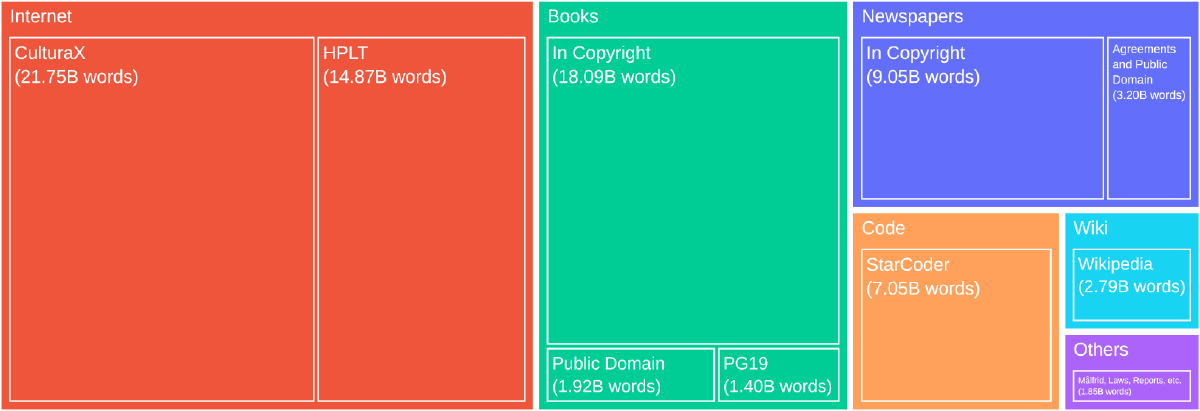 Internet
CulturaX
(21.75B words)
HPLT
(14.87B words)
Books
In Copyright
(18.09B words)
Public Domain
(1.92B words)
PG19
(1.40B words)
Newspapers
In Copyright
(9.05B words)
Agreements
and Public
Domain
(3.20B words)
Code
StarCoder
(7.05B words)
Wiki
Wikipedia
(2.79B words)
Others
Målfrid, Laws, Reports, etc.
(1.85B words)